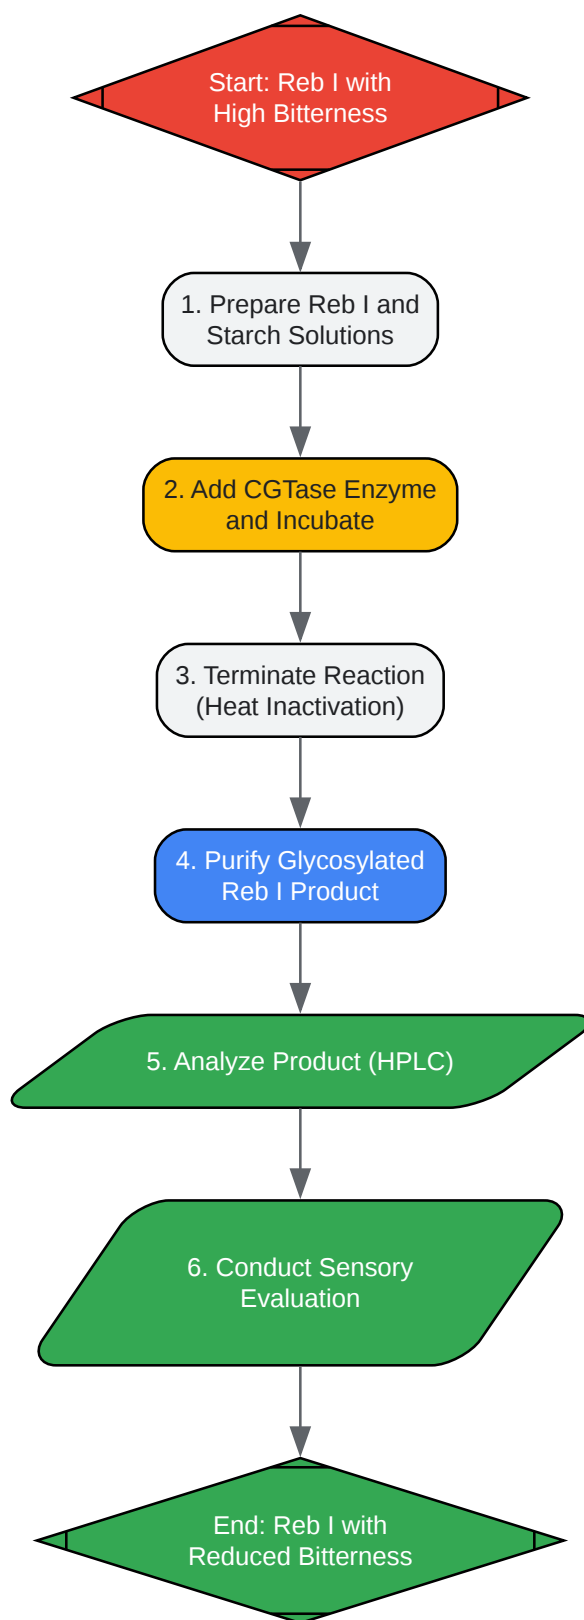 Start: Reb I with
High Bitterness
1. Prepare Reb I and
Starch Solutions
2. Add CGTase Enzyme
and Incubate
3. Terminate Reaction
(Heat Inactivation)
4. Purify Glycosylated
Reb I Product
5. Analyze Product (HPLC)
6. Conduct Sensory
Evaluation
End: Reb I with
Reduced Bitterness